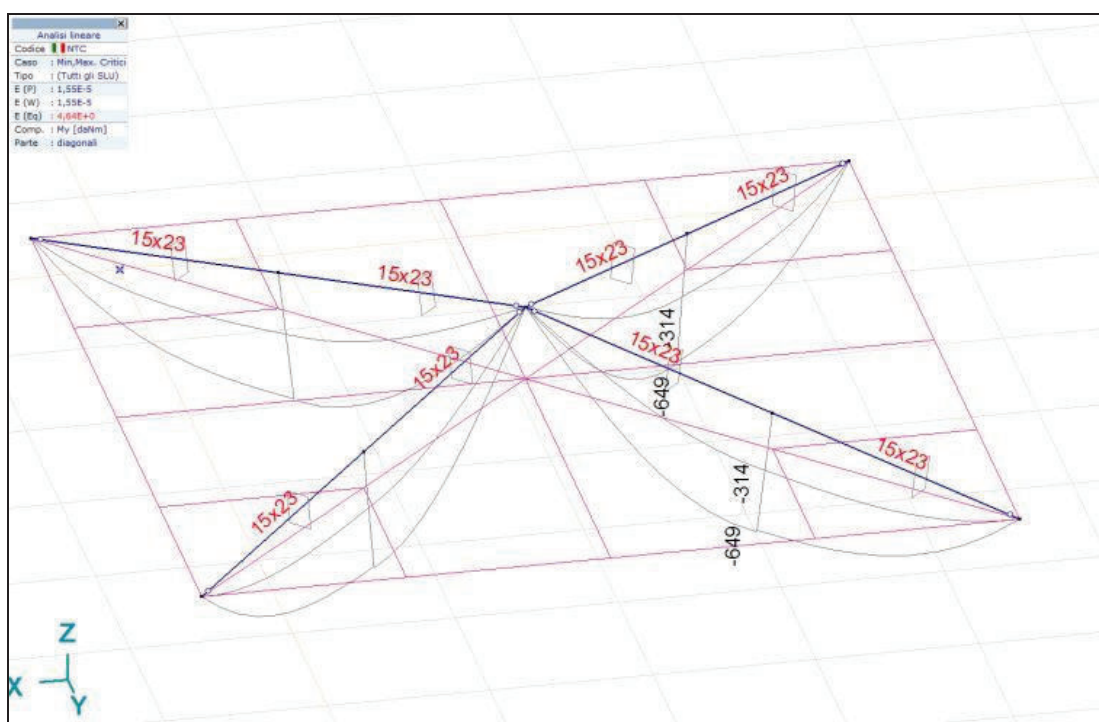 Analisi lineare
Codice NTC
Caso : Min,Max. Critici
Tipo : (Tutti gli SLU)
E (P) : 1,55E-5
E (W) : 1,55E-5
E (Eq) : 4,64E+0
Comp. : My [daNm]
Parte : diagonali
15x23
15x23
15x23
15x23
-314
15x23
15x23
-649
15x23
-314
15x23
-649
Z
X
Y